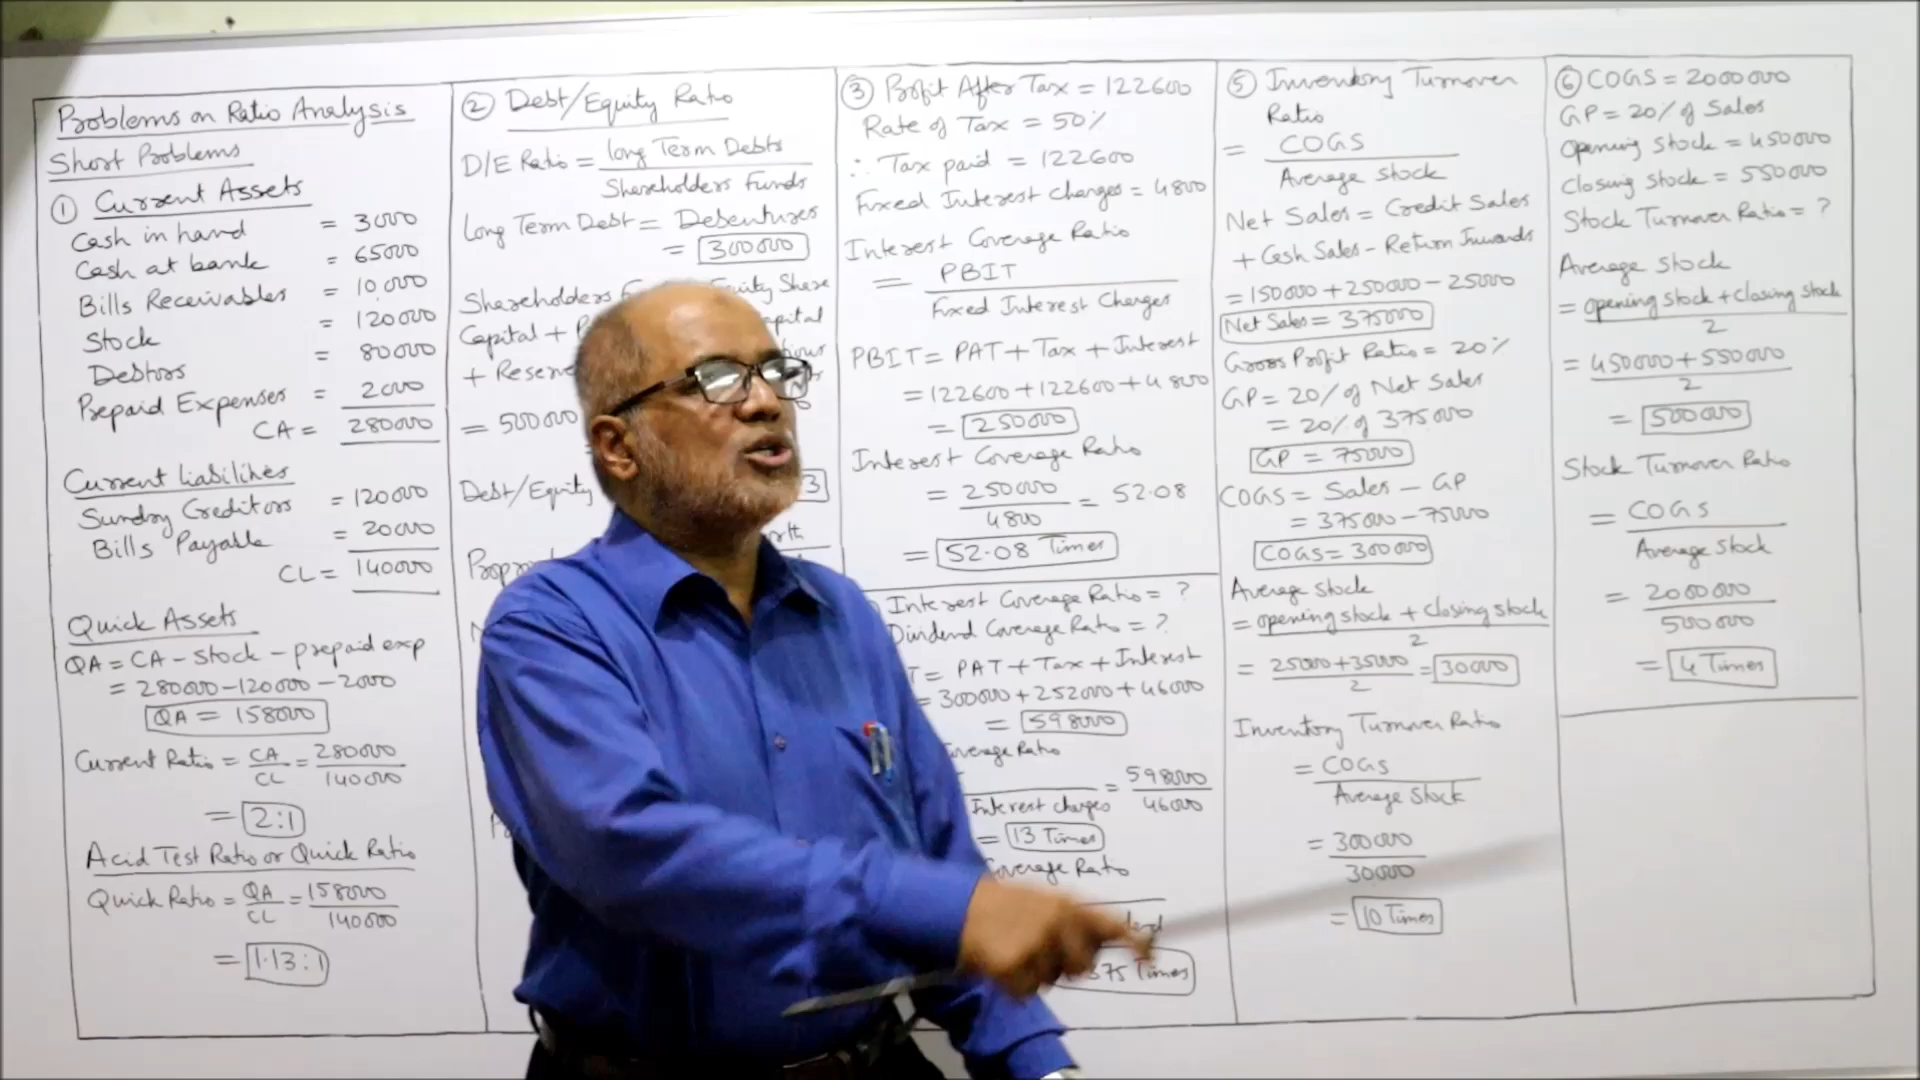 Problems on Ratio Analysis
Short Problems
① Current Assets
Cash in hand = 3000
Cash at bank = 65000
Bills Receivables = 10,000
Stock = 120000
Debtors = 80000
Prepaid Expenses = 2000
CA = 280000
Current Liabilities
Sundry Creditors = 120000
Bills Payable = 20000
CL = 140000
Quick Assets
QA = CA - Stock - prepaid exp
= 280000 - 120000 - 2000
QA = 158000
Current Ratio = CA/CL = 280000/140000
= 2:1
Acid Test Ratio or Quick Ratio
Quick Ratio = QA/CL = 158000/140000
= 1.13:1
② Debt/Equity Ratio
D/E Ratio = Long Term Debts
Shareholders Funds
Long Term Debt = Debentures
= 300000
Shareholders Equity Share
Capital +
+
= 500000
Debt/Equity 3
③ Profit After Tax = 122600
Rate of Tax = 50%
∴ Tax paid = 122600
Fixed Interest Charges = 4800
Interest Coverage Ratio
= PBIT
Fixed Interest Charges
PBIT = PAT + Tax + Interest
= 122600 + 122600 + 4800
= 250000
Interest Coverage Ratio
= 250000/4800 = 52.08
= 52.08 Times
Interest Coverage Ratio = ?
Dividend Coverage Ratio = ?
= PAT + Tax + Interest
= 300000 + 252000 + 46000
= 598000
Coverage Ratio
Interest charges = 598000/46000
= 13 Times
Coverage Ratio
375 Times
⑤ Inventory Turnover
Ratio
= COGS
Average Stock
Net Sales = Credit Sales
+ Cash Sales - Return Inwards
= 150000 + 250000 - 25000
Net Sales = 375000
Gross Profit Ratio = 20%
GP = 20% of Net Sales
= 20% of 375000
GP = 75000
COGS = Sales - GP
= 375000 - 75000
COGS = 300000
Average Stock
= opening stock + closing stock
2
= 25000 + 35000 / 2 = 30000
Inventory Turnover Ratio
= COGS
Average Stock
= 300000
30000
= 10 Times
⑥ COGS = 2000000
GP = 20% of Sales
Opening Stock = 450000
Closing Stock = 550000
Stock Turnover Ratio = ?
Average Stock
= opening stock + closing stock
2
= 450000 + 550000
2
= 500000
Stock Turnover Ratio
= COGS
Average Stock
= 2000000
500000
= 4 Times